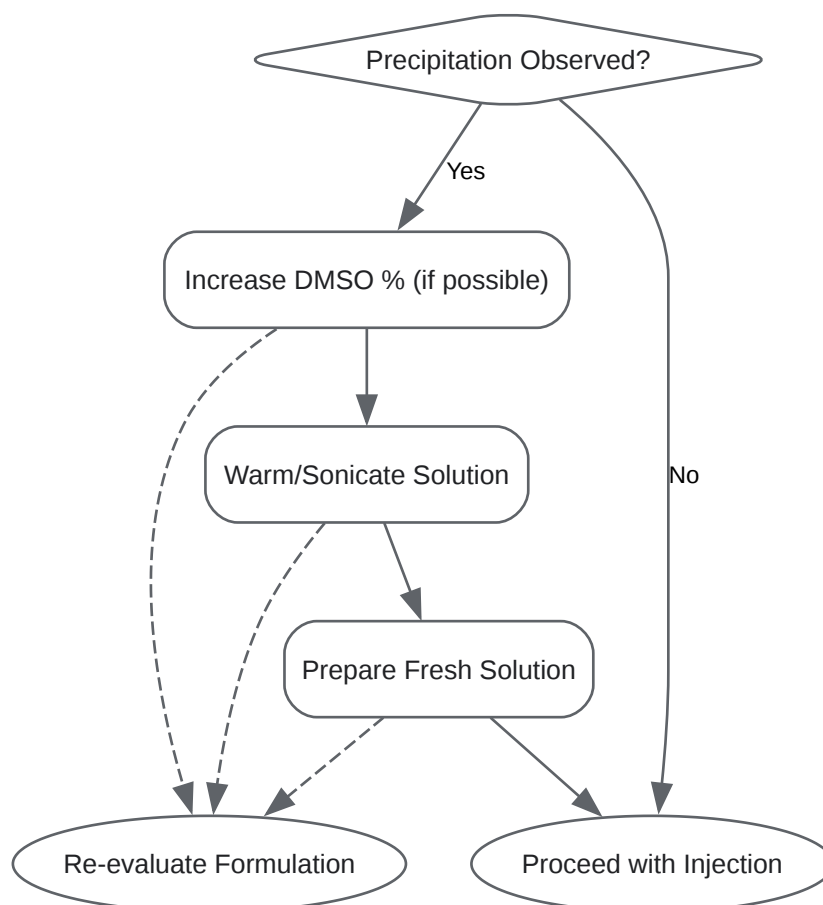 Precipitation Observed?
Yes
Increase DMSO % (if possible)
Warm/Sonicate Solution
No
Prepare Fresh Solution
Re-evaluate Formulation
Proceed with Injection